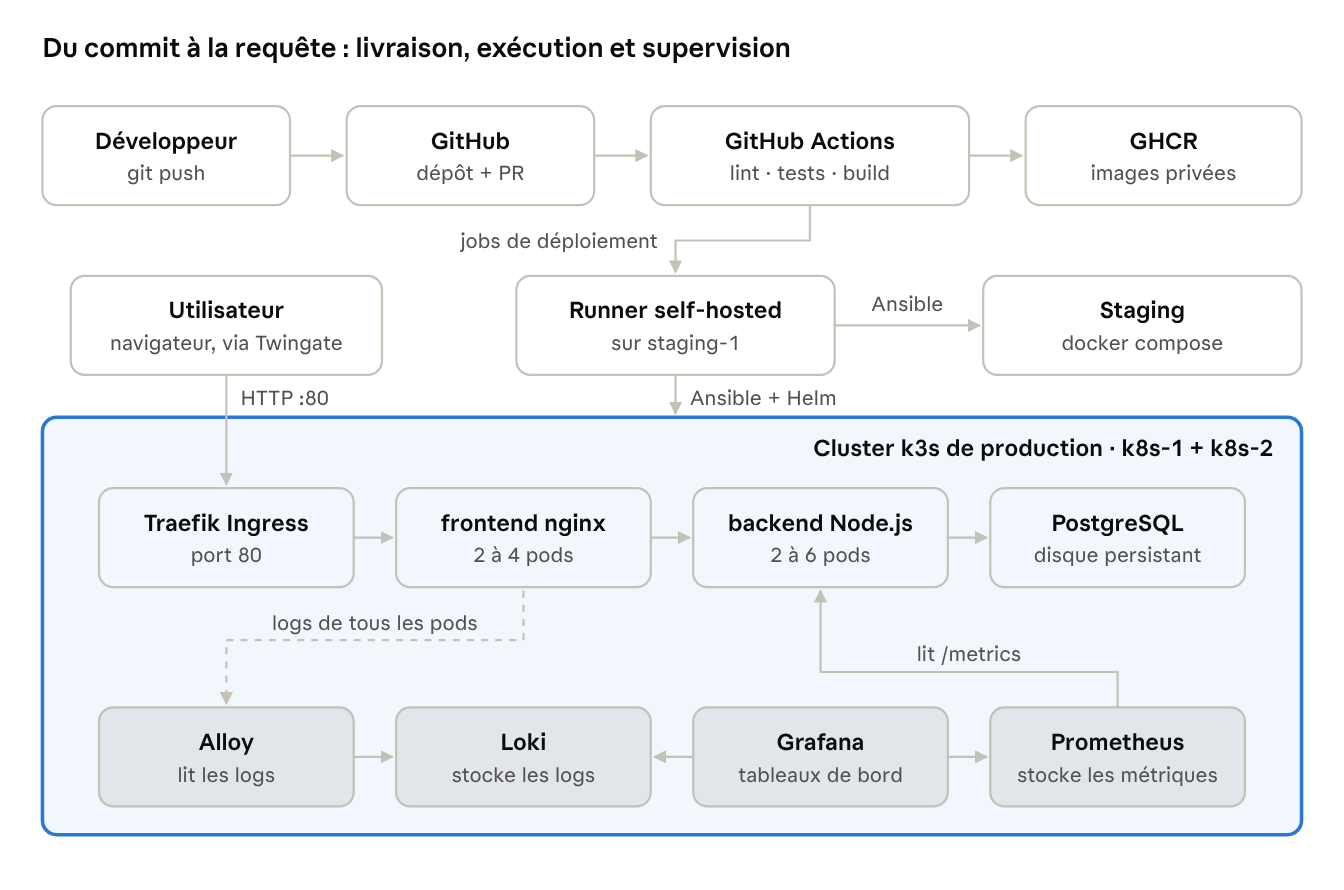 Du commit à la requête : livraison, exécution et supervision
Développeur
git push
GitHub
dépôt + PR
GitHub Actions
lint · tests · build
GHCR
images privées
jobs de déploiement
Utilisateur
navigateur, via Twingate
Runner self-hosted
sur staging-1
Ansible
Staging
docker compose
HTTP :80
Ansible + Helm
Cluster k3s de production · k8s-1 + k8s-2
Traefik Ingress
port 80
frontend nginx
2 à 4 pods
backend Node.js
2 à 6 pods
PostgreSQL
disque persistant
logs de tous les pods
lit /metrics
Alloy
lit les logs
Loki
stocke les logs
Grafana
tableaux de bord
Prometheus
stocke les métriques